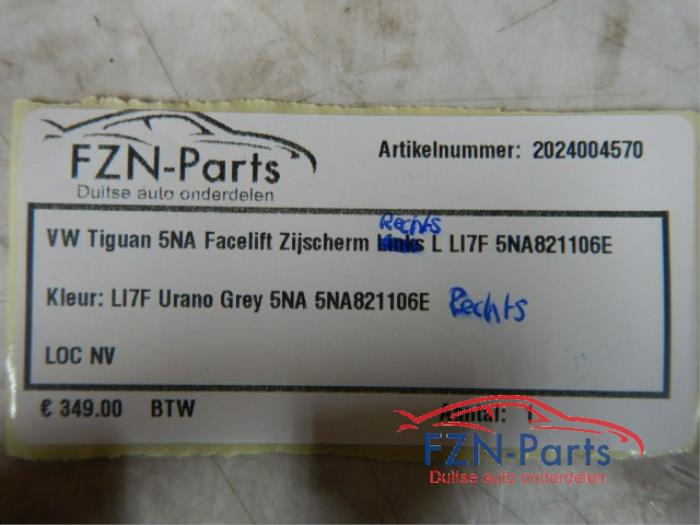 FZN-Parts
Duitse auto onderdelen
Artikelnummer: 2024004570
Rechts
VW Tiguan 5NA Facelift Zijscherm Links L LI7F 5NA821106E
Kleur: LI7F Urano Grey 5NA 5NA821106E Rechts
LOC NV
€ 349.00 BTW Aantal: 1
FZN-Parts
Duitse auto onderdelen